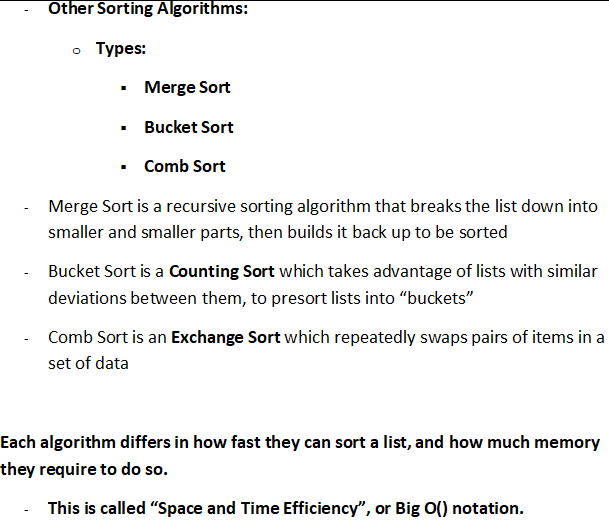 - Other Sorting Algorithms:
o Types:
▪ Merge Sort
▪ Bucket Sort
▪ Comb Sort
- Merge Sort is a recursive sorting algorithm that breaks the list down into
smaller and smaller parts, then builds it back up to be sorted
- Bucket Sort is a Counting Sort which takes advantage of lists with similar
deviations between them, to presort lists into “buckets”
- Comb Sort is an Exchange Sort which repeatedly swaps pairs of items in a
set of data
Each algorithm differs in how fast they can sort a list, and how much memory
they require to do so.
- This is called “Space and Time Efficiency”, or Big O() notation.